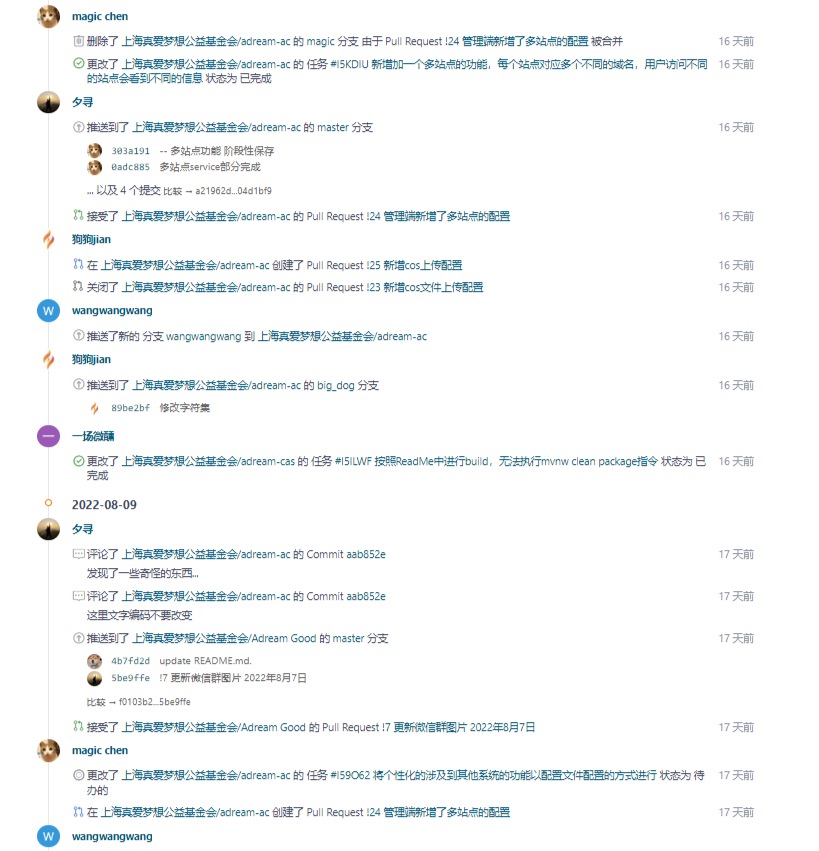 magic chen
删除了 上海真爱梦想公益基金会/adream-ac 的 magic 分支 由于 Pull Request !24 管理端新增了多站点的配置 被合并 16 天前
更改了 上海真爱梦想公益基金会/adream-ac 的 任务 #I5KDIU 新增加一个多站点的功能，每个站点对应多个不同的域名，用户访问不同 16 天前
的站点会看到不同的信息 状态为 已完成
夕寻
推送到了 上海真爱梦想公益基金会/adream-ac 的 master 分支 16 天前
303a191 -- 多站点功能 阶段性保存
0adc885 多站点service部分完成
... 以及 4 个提交 比较 → a21962d...04d1bf9
接受了 上海真爱梦想公益基金会/adream-ac 的 Pull Request !24 管理端新增了多站点的配置 16 天前
狗狗jian
在 上海真爱梦想公益基金会/adream-ac 创建了 Pull Request !25 新增cos上传配置 16 天前
关闭了 上海真爱梦想公益基金会/adream-ac 的 Pull Request !23 新增cos文件上传配置 16 天前
W wangwangwang
推送了新的 分支 wangwangwang 到 上海真爱梦想公益基金会/adream-ac 16 天前
狗狗jian
推送到了 上海真爱梦想公益基金会/adream-ac 的 big_dog 分支 16 天前
89be2bf 修改字符集
一 一场微醺
更改了 上海真爱梦想公益基金会/adream-cas 的 任务 #I5ILWF 按照ReadMe中进行build，无法执行mvnw clean package指令 状态为 已 16 天前
完成
2022-08-09
夕寻
评论了 上海真爱梦想公益基金会/adream-ac 的 Commit aab852e 17 天前
发现了一些奇怪的东西...
评论了 上海真爱梦想公益基金会/adream-ac 的 Commit aab852e 17 天前
这里文字编码不要改变
推送到了 上海真爱梦想公益基金会/Adream Good 的 master 分支 17 天前
4b7fd2d update README.md.
5be9ffe !7 更新微信群图片 2022年8月7日
比较 → f0103b2...5be9ffe
接受了 上海真爱梦想公益基金会/Adream Good 的 Pull Request !7 更新微信群图片 2022年8月7日 17 天前
magic chen
更改了 上海真爱梦想公益基金会/adream-ac 的 任务 #I59O62 将个性化的涉及到其他系统的功能以配置文件配置的方式进行 状态为 待 17 天前
办的
在 上海真爱梦想公益基金会/adream-ac 创建了 Pull Request !24 管理端新增了多站点的配置 17 天前
W wangwangwang